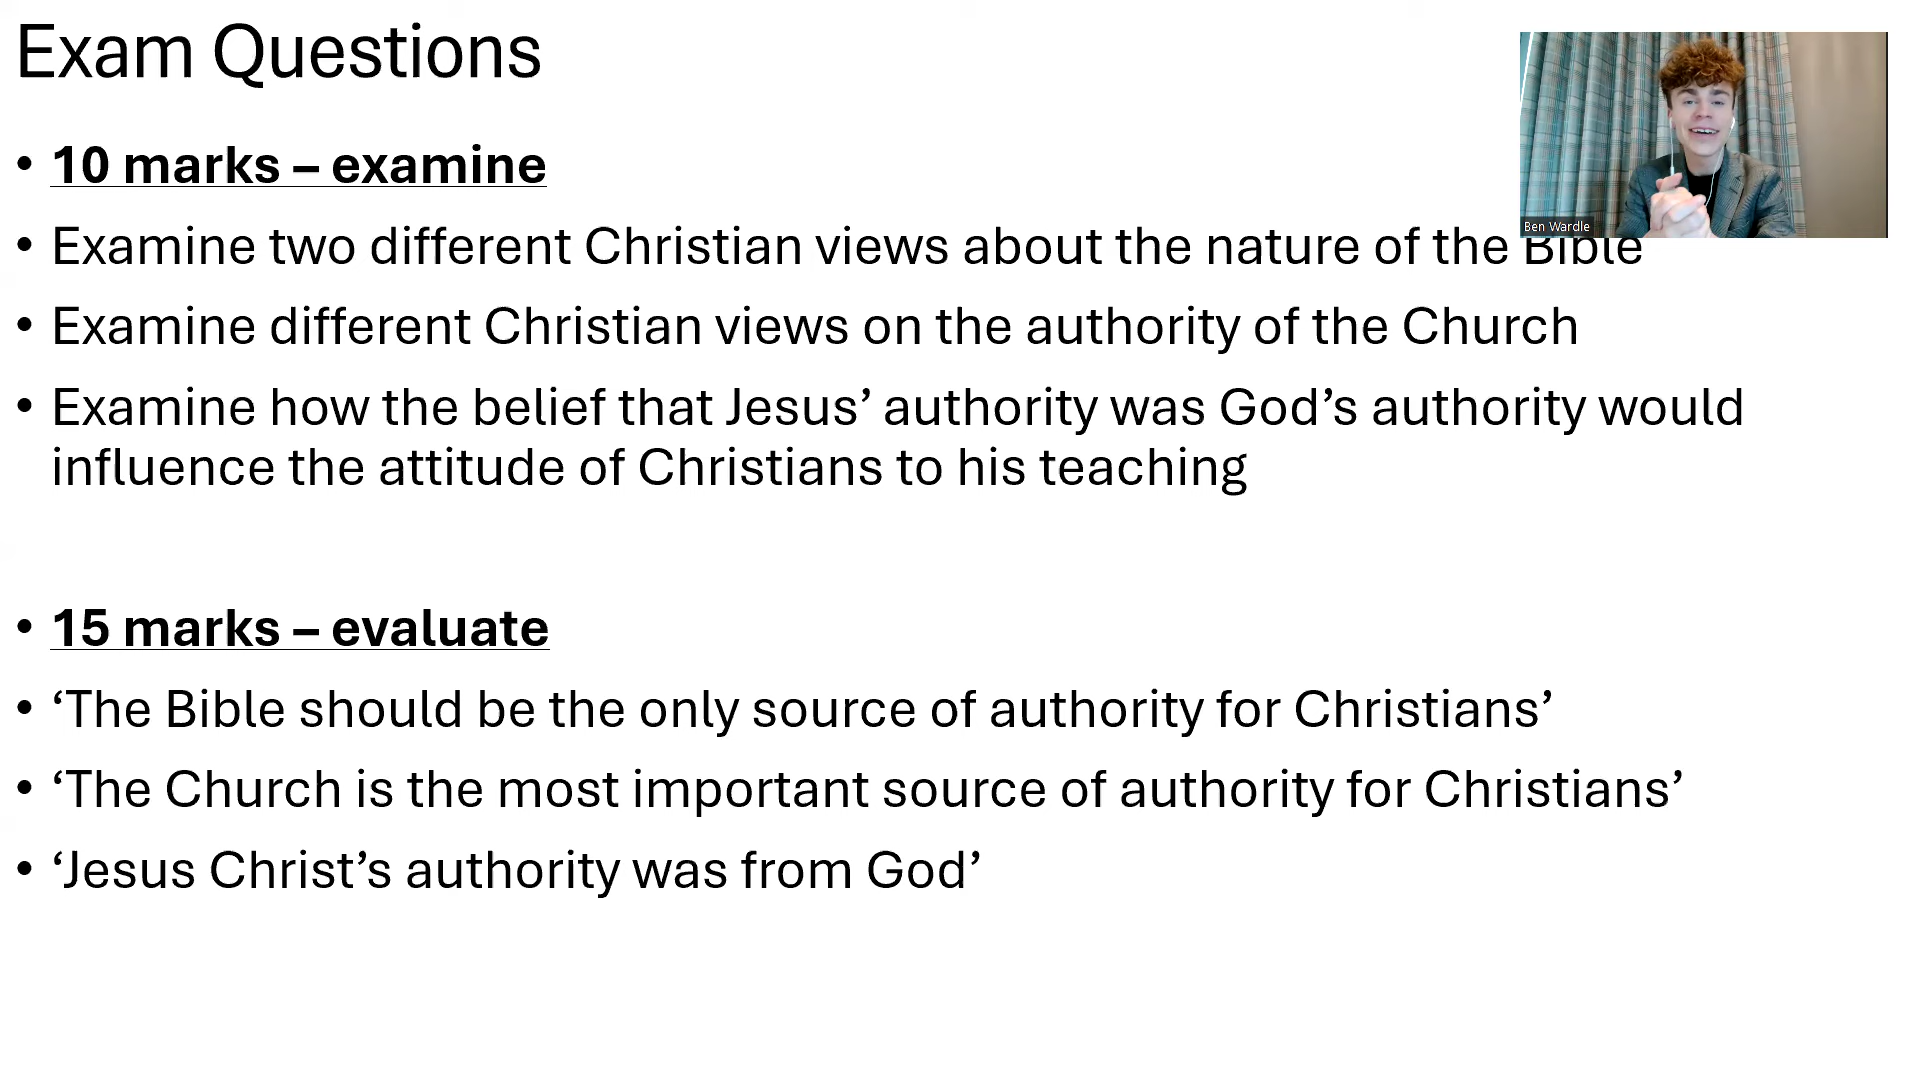 Exam Questions
• 10 marks – examine
• Examine two different Christian views about the nature of the Bible
• Examine different Christian views on the authority of the Church
• Examine how the belief that Jesus’ authority was God’s authority would
influence the attitude of Christians to his teaching
• 15 marks – evaluate
• ‘The Bible should be the only source of authority for Christians’
• ‘The Church is the most important source of authority for Christians’
• ‘Jesus Christ’s authority was from God’
Ben Wardle